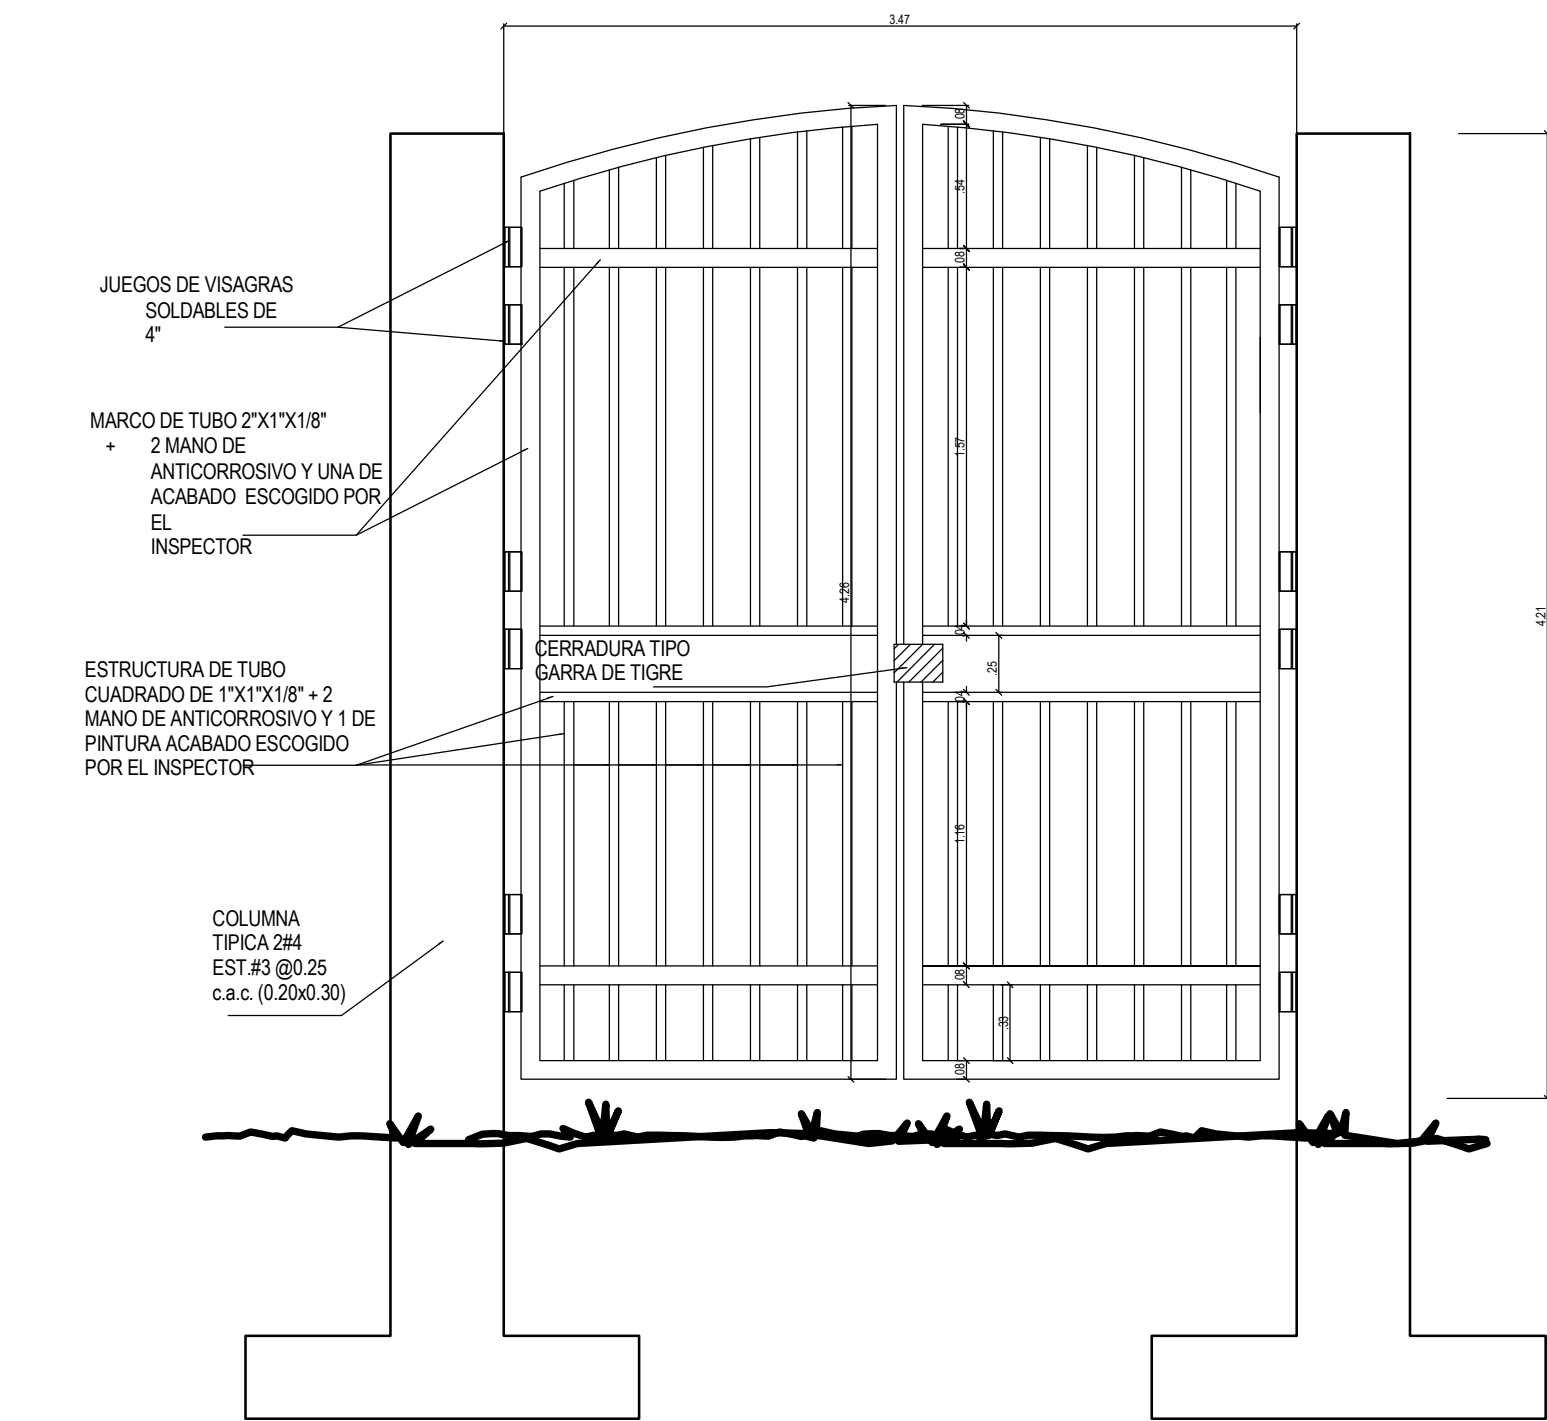 3.47
.08
.54
.08
JUEGOS DE VISAGRAS
SOLDABLES DE
4"
MARCO DE TUBO 2"X1"X1/8"
+ 2 MANO DE
ANTICORROSIVO Y UNA DE
ACABADO ESCOGIDO POR
EL
INSPECTOR
1.57
4.26
4.21
.04
CERRADURA TIPO
GARRA DE TIGRE
.25
.04
ESTRUCTURA DE TUBO
CUADRADO DE 1"X1"X1/8" + 2
MANO DE ANTICORROSIVO Y 1 DE
PINTURA ACABADO ESCOGIDO
POR EL INSPECTOR
1.16
COLUMNA
TIPICA 2#4
EST.#3 @0.25
c.a.c. (0.20x0.30)
.08
.33
.08